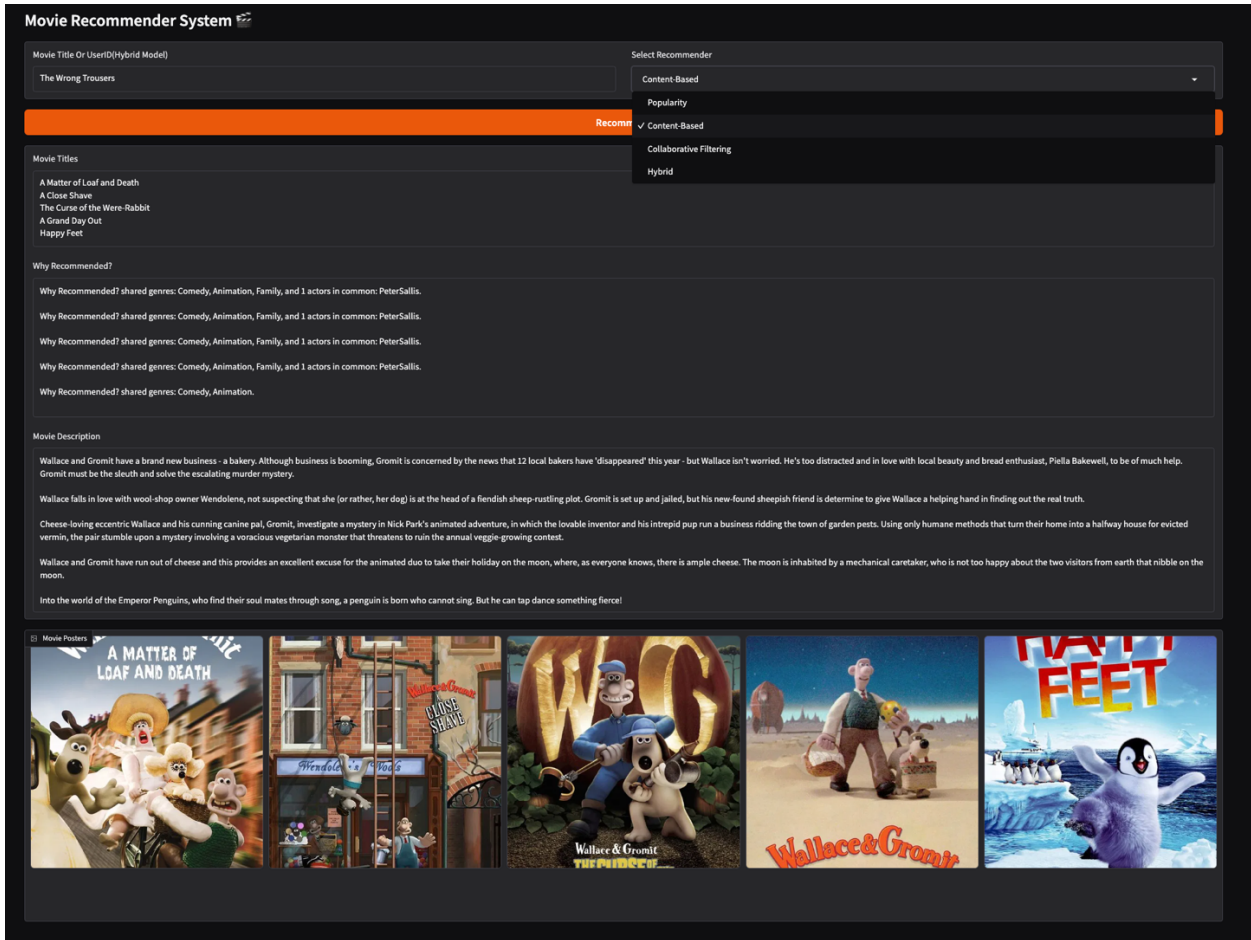 Movie Recommender System 🎬
Movie Title Or UserID(Hybrid Model)
The Wrong Trousers
Select Recommender
Content-Based
Popularity
✓ Content-Based
Collaborative Filtering
Hybrid
Recomm
Movie Titles
A Matter of Loaf and Death
A Close Shave
The Curse of the Were-Rabbit
A Grand Day Out
Happy Feet
Why Recommended?
Why Recommended? shared genres: Comedy, Animation, Family, and 1 actors in common: PeterSallis.
Why Recommended? shared genres: Comedy, Animation, Family, and 1 actors in common: PeterSallis.
Why Recommended? shared genres: Comedy, Animation, Family, and 1 actors in common: PeterSallis.
Why Recommended? shared genres: Comedy, Animation, Family, and 1 actors in common: PeterSallis.
Why Recommended? shared genres: Comedy, Animation.
Movie Description
Wallace and Gromit have a brand new business - a bakery. Although business is booming, Gromit is concerned by the news that 12 local bakers have 'disappeared' this year - but Wallace isn't worried. He's too distracted and in love with local beauty and bread enthusiast, Piella Bakewell, to be of much help.
Gromit must be the sleuth and solve the escalating murder mystery.
Wallace falls in love with wool-shop owner Wendolene, not suspecting that she (or rather, her dog) is at the head of a fiendish sheep-rustling plot. Gromit is set up and jailed, but his new-found sheepish friend is determine to give Wallace a helping hand in finding out the real truth.
Cheese-loving eccentric Wallace and his cunning canine pal, Gromit, investigate a mystery in Nick Park's animated adventure, in which the lovable inventor and his intrepid pup run a business ridding the town of garden pests. Using only humane methods that turn their home into a halfway house for evicted
vermin, the pair stumble upon a mystery involving a voracious vegetarian monster that threatens to ruin the annual veggie-growing contest.
Wallace and Gromit have run out of cheese and this provides an excellent excuse for the animated duo to take their holiday on the moon, where, as everyone knows, there is ample cheese. The moon is inhabited by a mechanical caretaker, who is not too happy about the two visitors from earth that nibble on the
moon.
Into the world of the Emperor Penguins, who find their soul mates through song, a penguin is born who cannot sing. But he can tap dance something fierce!
Movie Posters
A MATTER OF
LOAF AND DEATH
Wallace & Gromit
CLOSE
SHAVE
Wendolene's Wools
WG
Wallace & Gromit
THE CURSE OF
Wallace & Gromit
HAPPY
FEET